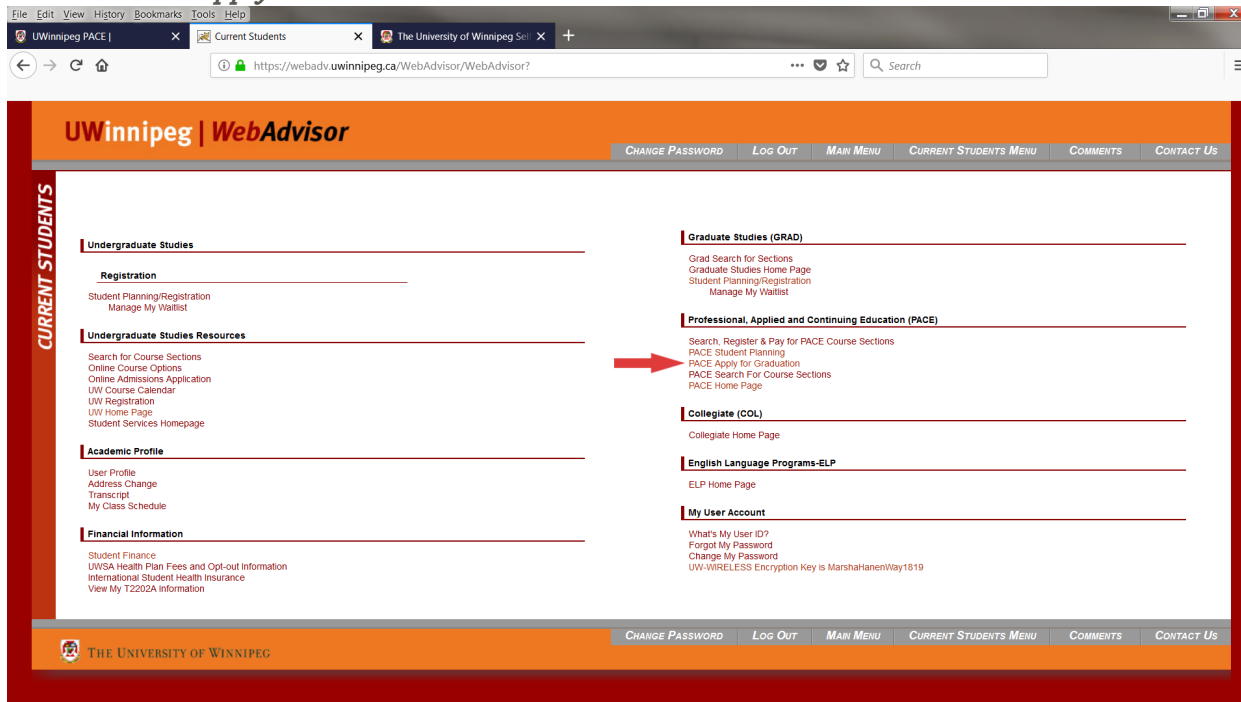 File Edit View History Bookmarks Tools Help
UWinnipeg PACE |
Current Students
The University of Winnipeg Sel
https://webadv.uwinnipeg.ca/WebAdvisor/WebAdvisor?
Search
UWinnipeg | WebAdvisor
CHANGE PASSWORD LOG OUT MAIN MENU CURRENT STUDENTS MENU COMMENTS CONTACT US
CURRENT STUDENTS
Undergraduate Studies
Registration
Student Planning/Registration
Manage My Waitlist
Undergraduate Studies Resources
Search for Course Sections
Online Course Options
Online Admissions Application
UW Course Calendar
UW Registration
UW Home Page
Student Services Homepage
Academic Profile
User Profile
Address Change
Transcript
My Class Schedule
Financial Information
Student Finance
UWSA Health Plan Fees and Opt-out Information
International Student Health Insurance
View My T2202A Information
Graduate Studies (GRAD)
Grad Search for Sections
Graduate Studies Home Page
Student Planning/Registration
Manage My Waitlist
Professional, Applied and Continuing Education (PACE)
Search, Register & Pay for PACE Course Sections
PACE Student Planning
PACE Apply for Graduation
PACE Search For Course Sections
PACE Home Page
Collegiate (COL)
Collegiate Home Page
English Language Programs-ELP
ELP Home Page
My User Account
What's My User ID?
Forgot My Password
Change My Password
UW-WIRELESS Encryption Key is MarshaHanenWay1819
CHANGE PASSWORD LOG OUT MAIN MENU CURRENT STUDENTS MENU COMMENTS CONTACT US
THE UNIVERSITY OF WINNIPEG